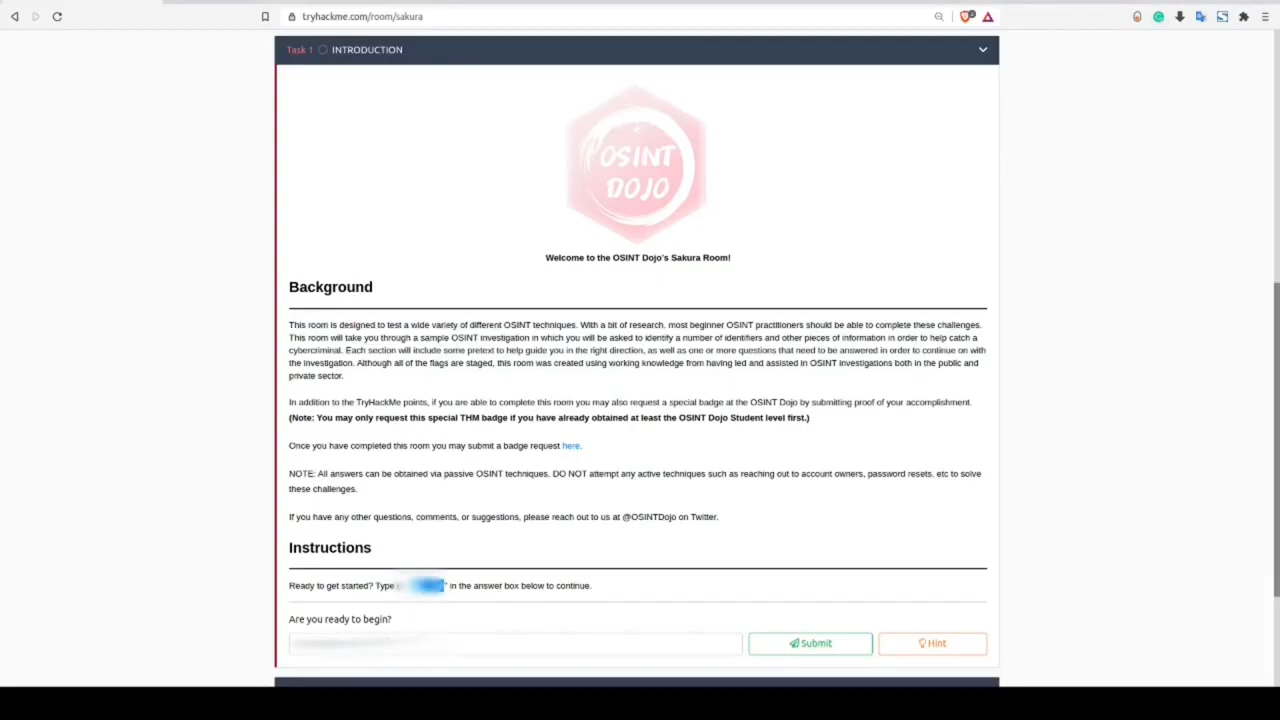 tryhackme.com/room/sakura
Task 1 INTRODUCTION
OSINT
DOJO
Welcome to the OSINT Dojo's Sakura Room!
Background
This room is designed to test a wide variety of different OSINT techniques. With a bit of research, most beginner OSINT practitioners should be able to complete these challenges.
This room will take you through a sample OSINT investigation in which you will be asked to identify a number of identifiers and other pieces of information in order to help catch a
cybercriminal. Each section will include some pretext to help guide you in the right direction, as well as one or more questions that need to be answered in order to continue on with
the investigation. Although all of the flags are staged, this room was created using working knowledge from having led and assisted in OSINT investigations both in the public and
private sector.
In addition to the TryHackMe points, if you are able to complete this room you may also request a special badge at the OSINT Dojo by submitting proof of your accomplishment.
(Note: You may only request this special THM badge if you have already obtained at least the OSINT Dojo Student level first.)
Once you have completed this room you may submit a badge request here.
NOTE: All answers can be obtained via passive OSINT techniques. DO NOT attempt any active techniques such as reaching out to account owners, password resets, etc to solve
these challenges.
If you have any other questions, comments, or suggestions, please reach out to us at @OSINTDojo on Twitter.
Instructions
Ready to get started? Type " in the answer box below to continue.
Are you ready to begin?
Submit Hint